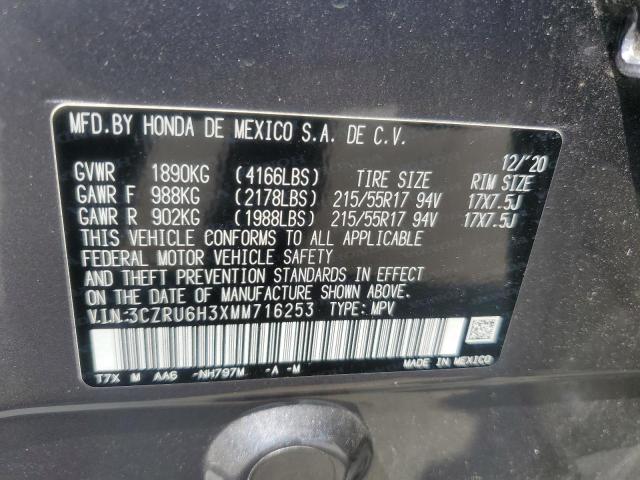 MFD.BY HONDA DE MEXICO S.A. DE C.V.
12/'20
GVWR 1890KG (4166LBS) TIRE SIZE RIM SIZE
GAWR F 988KG (2178LBS) 215/55R17 94V 17X7.5J
GAWR R 902KG (1988LBS) 215/55R17 94V 17X7.5J
THIS VEHICLE CONFORMS TO ALL APPLICABLE
FEDERAL MOTOR VEHICLE SAFETY
AND THEFT PREVENTION STANDARDS IN EFFECT
ON THE DATE OF MANUFACTURE SHOWN ABOVE.
V.I.N:3CZRU6H3XMM716253 TYPE: MPV
T7X M AA6 -NH797M -A -M
MADE IN MEXICO